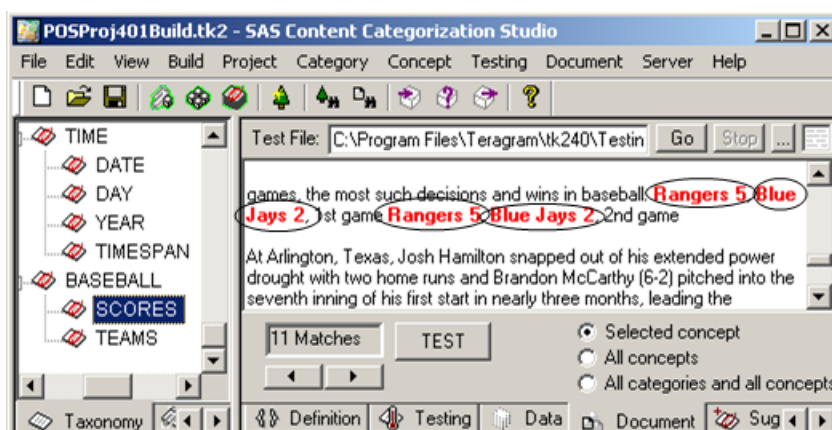 POSProj401Build.tk2 - SAS Content Categorization Studio
File Edit View Build Project Category Concept Testing Document Server Help
TIME
DATE
DAY
YEAR
TIMESPAN
BASEBALL
SCORES
TEAMS
Taxonomy
Test File: C:\Program Files\Teragram\tk240\Testin Go Stop ...
games, the most such decisions and wins in baseball. Rangers 5, Blue
Jays 2, 1st game Rangers 5, Blue Jays 2, 2nd game
At Arlington, Texas, Josh Hamilton snapped out of his extended power
drought with two home runs and Brandon McCarthy (6-2) pitched into the
seventh inning of his first start in nearly three months, leading the
11 Matches TEST
Selected concept
All concepts
All categories and all concepts
Definition Testing Data Document Sug